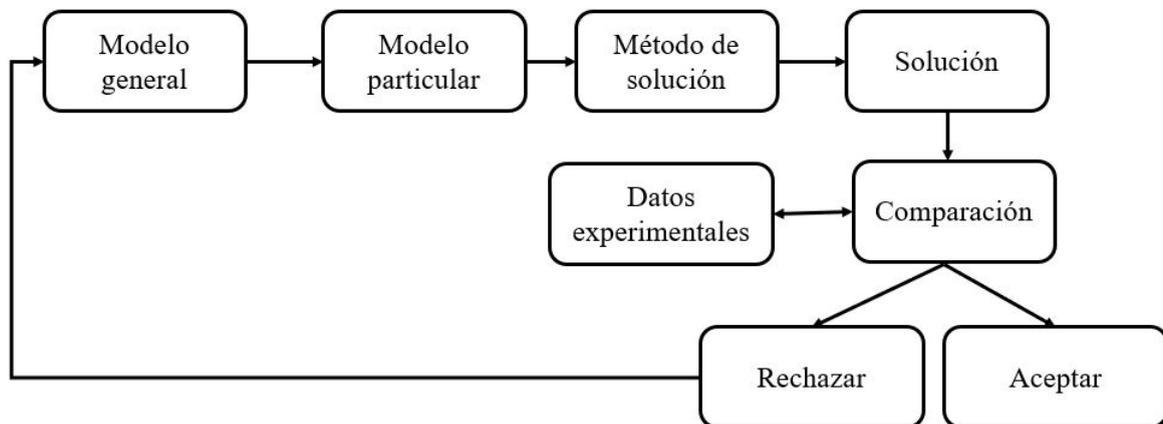 Modelo
general
Modelo
particular
Método de
solución
Solución
Datos
experimentales
Comparación
Rechazar
Aceptar